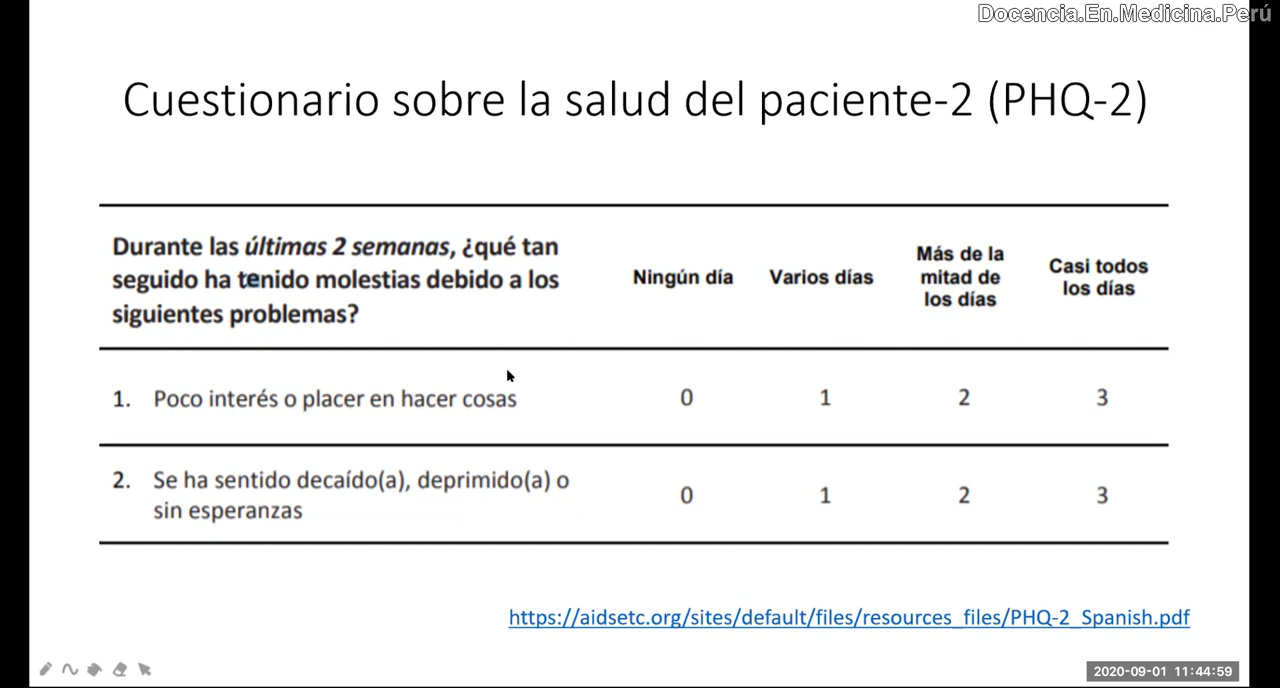 Docencia.En.Medicina.Perú
Cuestionario sobre la salud del paciente-2 (PHQ-2)
Durante las últimas 2 semanas, ¿qué tan
seguido ha tenido molestias debido a los
siguientes problemas?
Ningún día
Varios días
Más de la
mitad de
los días
Casi todos
los días
1. Poco interés o placer en hacer cosas 0 1 2 3
2. Se ha sentido decaído(a), deprimido(a) o
sin esperanzas
0 1 2 3
https://aidsetc.org/sites/default/files/resources_files/PHQ-2_Spanish.pdf
2020-09-01 11:44:59